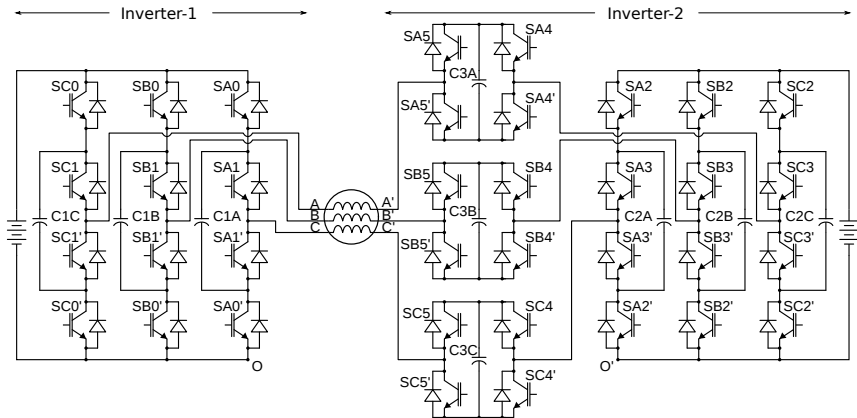 Inverter-1
Inverter-2
SC0 SB0 SA0
SC1 SB1 SA1
C1C C1B C1A
SC1' SB1' SA1'
SC0' SB0' SA0'
O
A A'
B B'
C C'
SA5 SA4
C3A
SA5' SA4'
SB5 SB4
C3B
SB5' SB4'
SC5 SC4
C3C
SC5' SC4'
SA2 SB2 SC2
SA3 SB3 SC3
C2A C2B C2C
SA3' SB3' SC3'
SA2' SB2' SC2'
O'